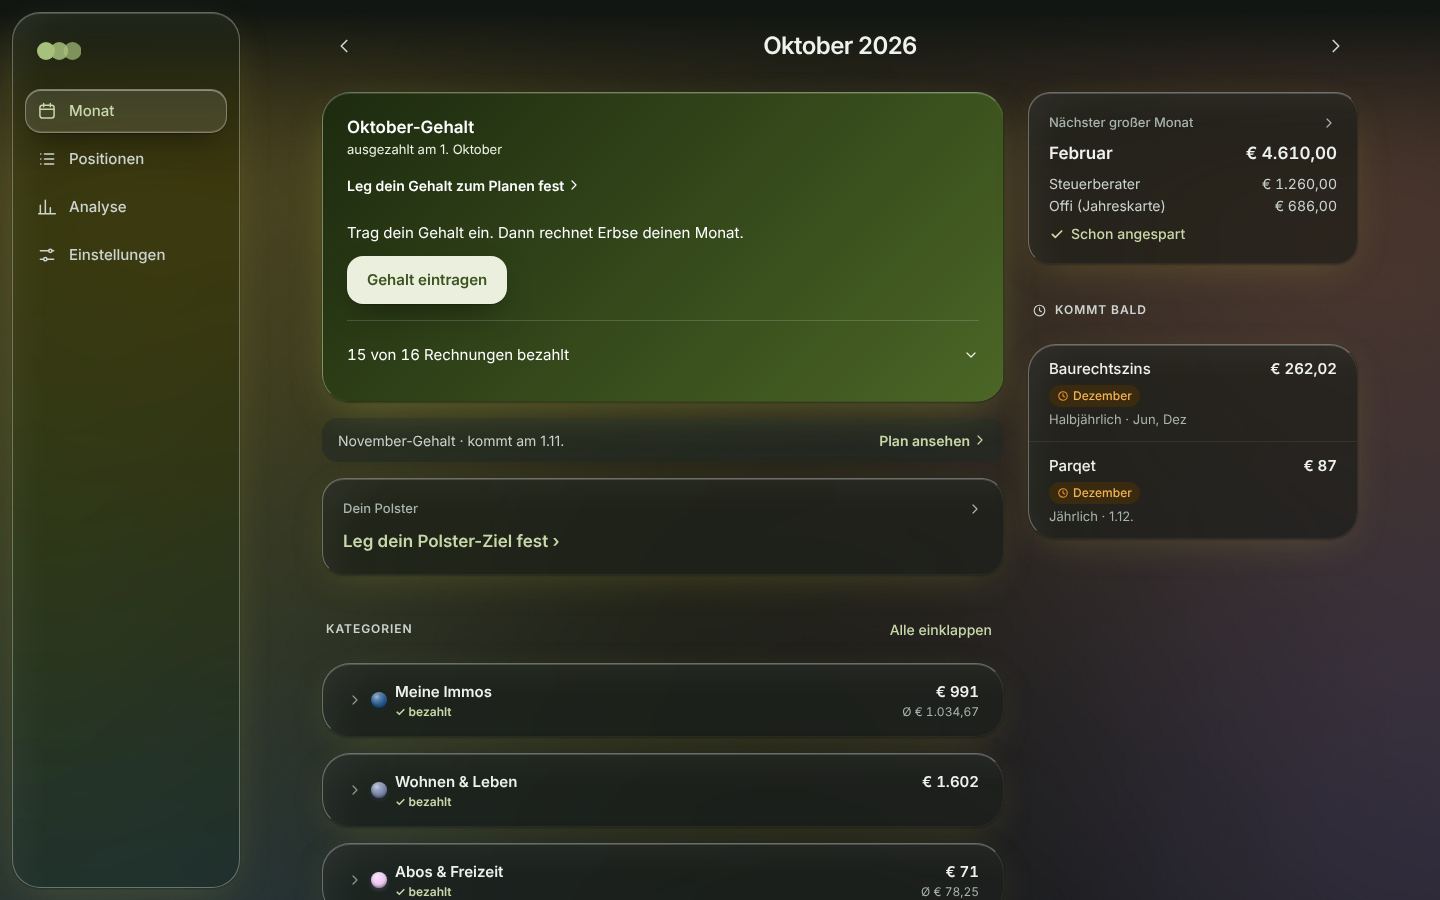 Oktober 2026
Monat
Positionen
Analyse
Einstellungen
Oktober-Gehalt
ausgezahlt am 1. Oktober
Leg dein Gehalt zum Planen fest
Trag dein Gehalt ein. Dann rechnet Erbse deinen Monat.
Gehalt eintragen
15 von 16 Rechnungen bezahlt
November-Gehalt · kommt am 1.11.
Plan ansehen
Dein Polster
Leg dein Polster-Ziel fest ›
KATEGORIEN
Alle einklappen
Meine Immos € 991
✓ bezahlt Ø € 1.034,67
Wohnen & Leben € 1.602
✓ bezahlt
Abos & Freizeit € 71
✓ bezahlt Ø € 78,25
Nächster großer Monat
Februar € 4.610,00
Steuerberater € 1.260,00
Offi (Jahreskarte) € 686,00
✓ Schon angespart
KOMMT BALD
Baurechtszins € 262,02
Dezember
Halbjährlich · Jun, Dez
Parqet € 87
Dezember
Jährlich · 1.12.